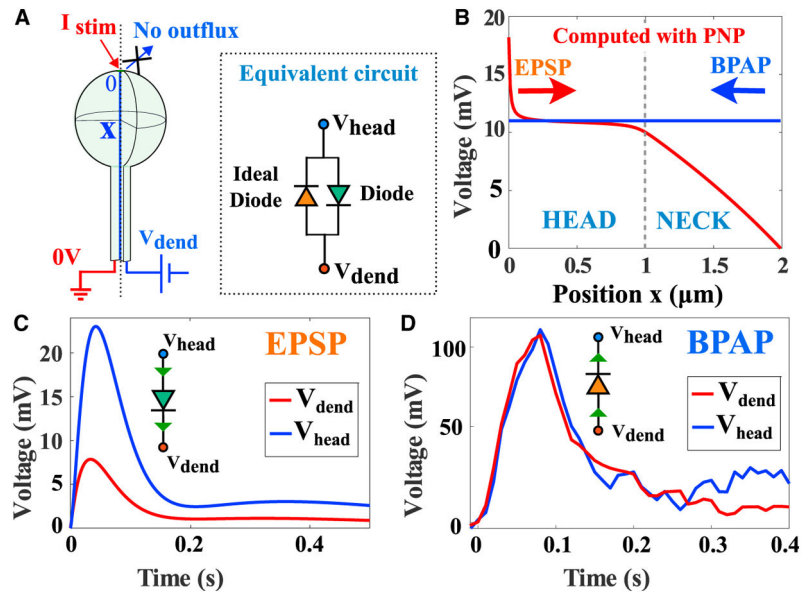 A
I stim
No outflux
0
x
0V
V dend
Equivalent circuit
V head
Ideal Diode
Diode
V dend
B
Computed with PNP
EPSP
BPAP
HEAD
NECK
Voltage (mV)
20
15
10
5
0
0
0.5
1
1.5
2
Position x (μm)
C
EPSP
V head
V dend
V dend
V head
Voltage (mV)
20
15
10
5
0
0
0.2
0.4
Time (s)
D
BPAP
V head
V dend
V dend
V head
Voltage (mV)
100
50
0
0
0.1
0.2
0.3
0.4
Time (s)